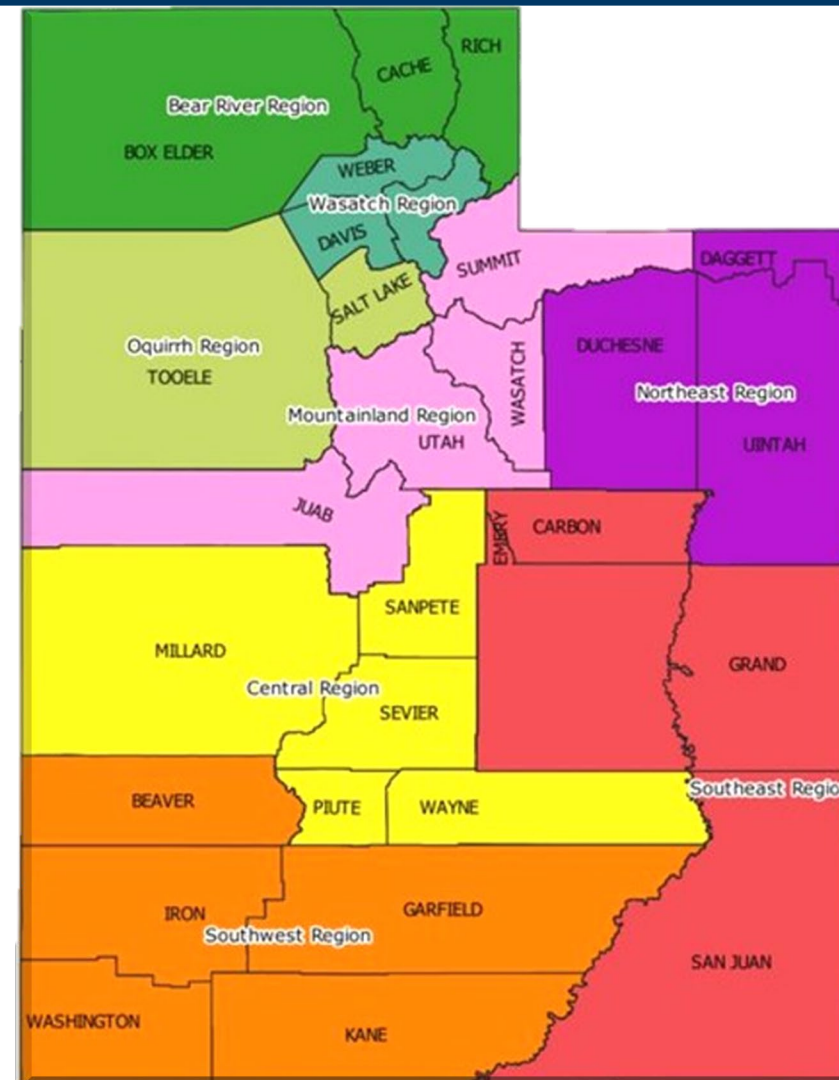 RICH
CACHE
Bear River Region
BOX ELDER
WEBER
Wasatch Region
DAVIS
SUMMIT
DAGGETT
SALT LAKE
Oquirrh Region
TOOELE
DUCHESNE
WASATCH
Northeast Region
Mountainland Region
UTAH
UINTAH
JUAB
EMERY
CARBON
SANPETE
MILLARD
GRAND
Central Region
SEVIER
Southeast Regio
BEAVER
PIUTE
WAYNE
IRON
GARFIELD
Southwest Region
SAN JUAN
WASHINGTON
KANE